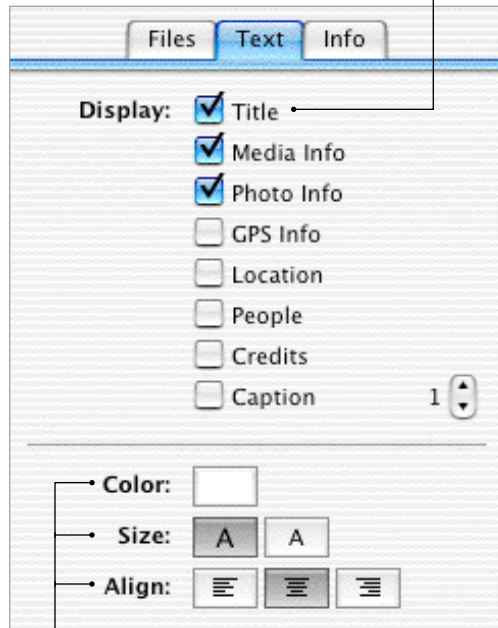 Files Text Info
Display: Title
Media Info
Photo Info
GPS Info
Location
People
Credits
Caption 1
Color:
Size: A A
Align: